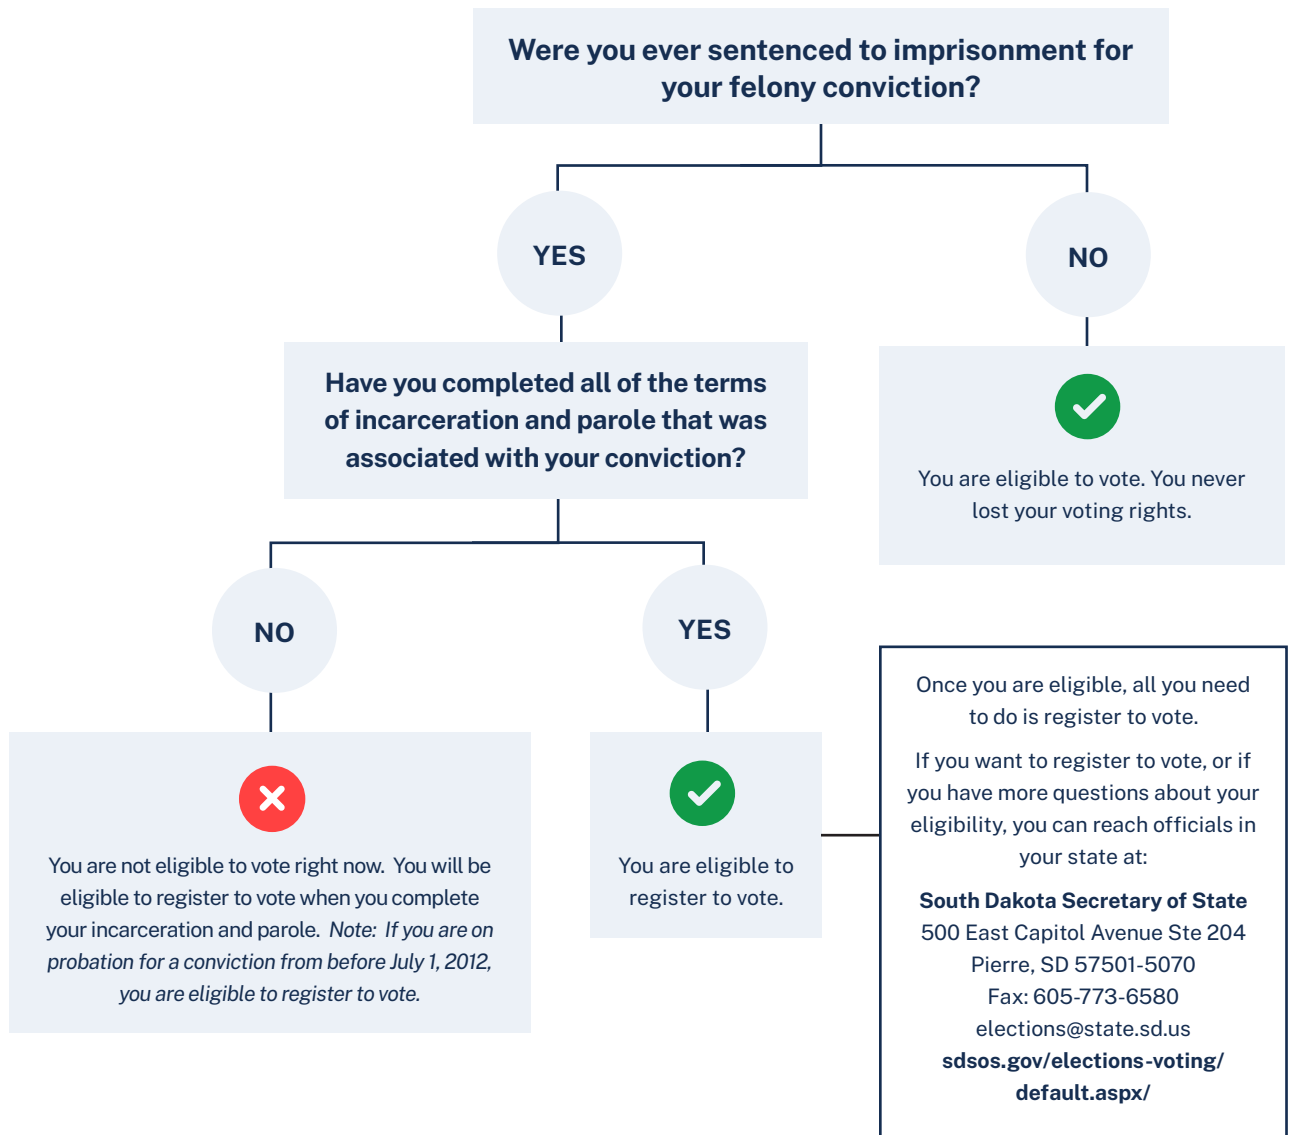 Were you ever sentenced to imprisonment for
your felony conviction?
YES
NO
Have you completed all of the terms
of incarceration and parole that was
associated with your conviction?
You are eligible to vote. You never
lost your voting rights.
NO
YES
You are not eligible to vote right now.  You will be
eligible to register to vote when you complete
your incarceration and parole.  Note:  If you are on
probation for a conviction from before July 1, 2012,
you are eligible to register to vote.
You are eligible to
register to vote.
Once you are eligible, all you need
to do is register to vote.
If you want to register to vote, or if
you have more questions about your
eligibility, you can reach officials in
your state at:
South Dakota Secretary of State
500 East Capitol Avenue Ste 204
Pierre, SD 57501-5070
Fax: 605-773-6580
elections@state.sd.us
sdsos.gov/elections-voting/
default.aspx/